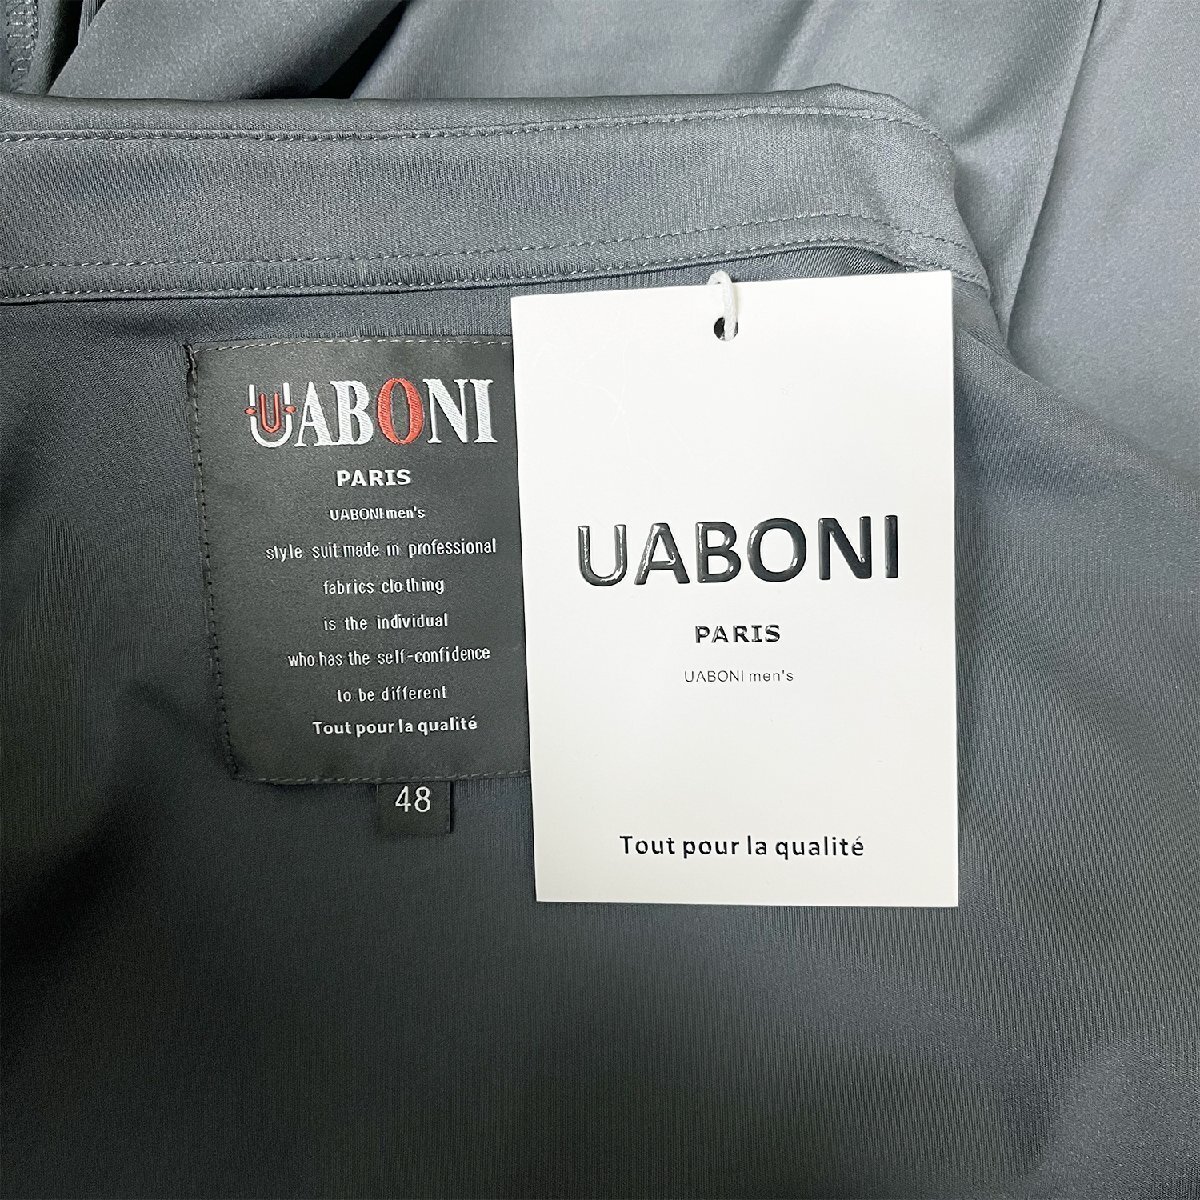 UABONI
PARIS
UABONI men's
style suit:made in professional
fabrics clothing
is the individual
who has the self-confidence
to be different
Tout pour la qualité
48
UABONI
PARIS
UABONI men's
Tout pour la qualité